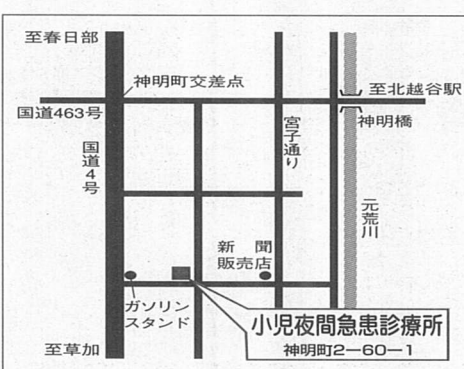 至春日部
神明町交差点
至北越谷駅
国道463号
神明橋
国道4号
宮子通り
元荒川
新聞
販売店
ガソリン
スタンド
小児夜間急患診療所
至草加
神明町2－60－1